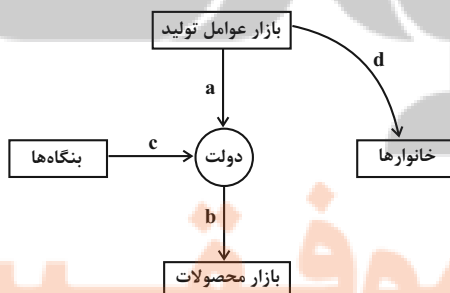 بازار عوامل تولید
d
a
بنگاه‌ها
c
دولت
خانوارها
b
بازار محصولات